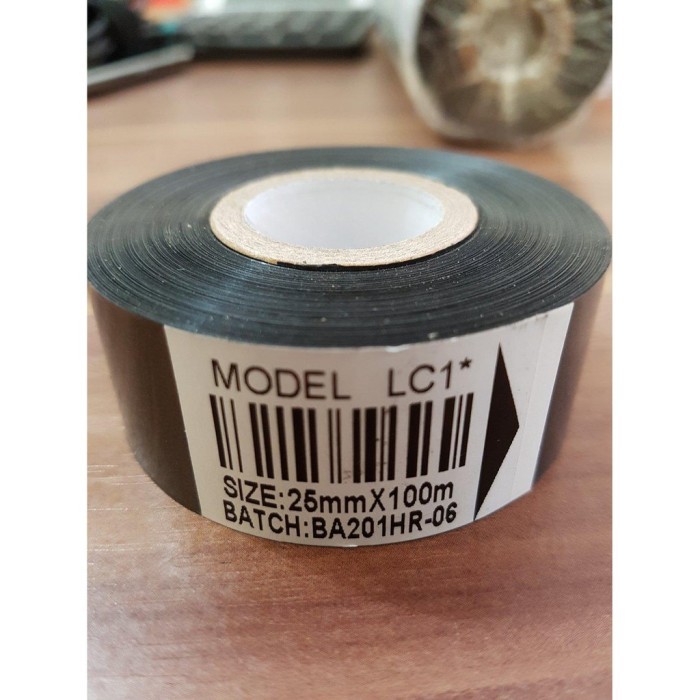 MODEL LC1*
SIZE:25mmX100m
BATCH:BA201HR-06